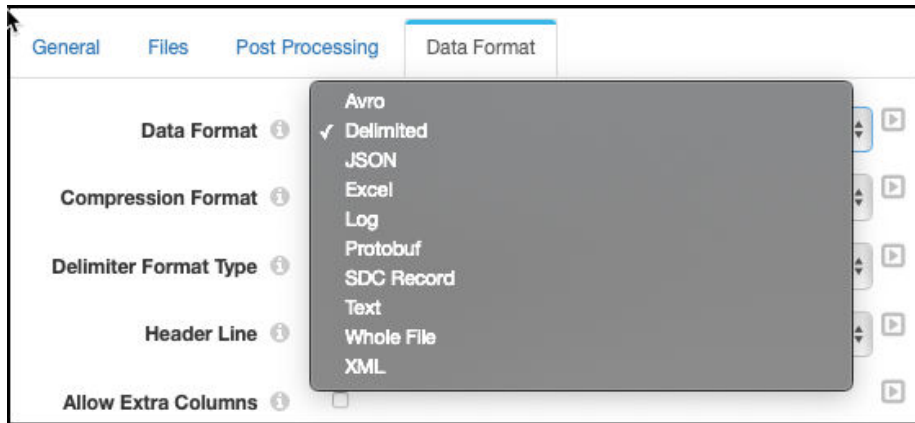 General Files Post Processing Data Format
Data Format
Avro
✓ Delimited
JSON
Excel
Log
Protobuf
SDC Record
Text
Whole File
XML
Compression Format
Delimiter Format Type
Header Line
Allow Extra Columns